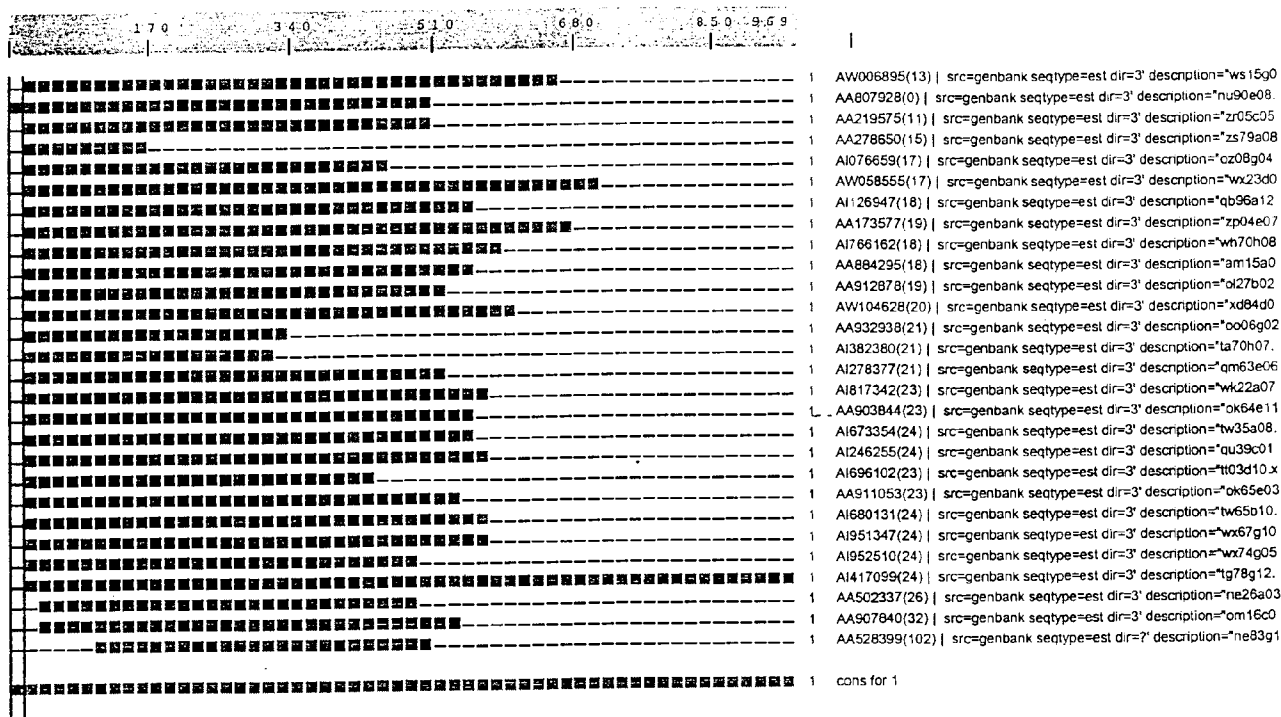 1 170 340 510 680 850 969
1 AW006895(13) | src=genbank seqtype=est dir=3' description="ws15g0
1 AA807928(0) | src=genbank seqtype=est dir=3' description="nu90e08.
1 AA219575(11) | src=genbank seqtype=est dir=3' description="zr05c05
1 AA278650(15) | src=genbank seqtype=est dir=3' description="zs79a08
1 AI076659(17) | src=genbank seqtype=est dir=3' description="oz08g04
1 AW058555(17) | src=genbank seqtype=est dir=3' description="wx23d0
1 AI126947(18) | src=genbank seqtype=est dir=3' description="qb96a12
1 AA173577(19) | src=genbank seqtype=est dir=3' description="zp04e07
1 AI766162(18) | src=genbank seqtype=est dir=3' description="wh70h08
1 AA884295(18) | src=genbank seqtype=est dir=3' description="am15a0
1 AA912878(19) | src=genbank seqtype=est dir=3' description="ol27b02
1 AW104628(20) | src=genbank seqtype=est dir=3' description="xd84d0
1 AA932938(21) | src=genbank seqtype=est dir=3' description="oo06g02
1 AI382380(21) | src=genbank seqtype=est dir=3' description="ta70h07.
1 AI278377(21) | src=genbank seqtype=est dir=3' description="qm63e06
1 AI817342(23) | src=genbank seqtype=est dir=3' description="wk22a07
1 AA903844(23) | src=genbank seqtype=est dir=3' description="ok64e11
1 AI673354(24) | src=genbank seqtype=est dir=3' description="tw35a08.
1 AI246255(24) | src=genbank seqtype=est dir=3' description="qu39c01
1 AI696102(23) | src=genbank seqtype=est dir=3' description="tt03d10.x
1 AA911053(23) | src=genbank seqtype=est dir=3' description="ok65e03
1 AI680131(24) | src=genbank seqtype=est dir=3' description="tw65b10.
1 AI951347(24) | src=genbank seqtype=est dir=3' description="wx67g10
1 AI952510(24) | src=genbank seqtype=est dir=3' description="wx74g05
1 AI417099(24) | src=genbank seqtype=est dir=3' description="tg78g12.
1 AA502337(26) | src=genbank seqtype=est dir=3' description="ne26a03
1 AA907840(32) | src=genbank seqtype=est dir=3' description="om16c0
1 AA528399(102) | src=genbank seqtype=est dir=?' description="ne83g1
1 cons for 1